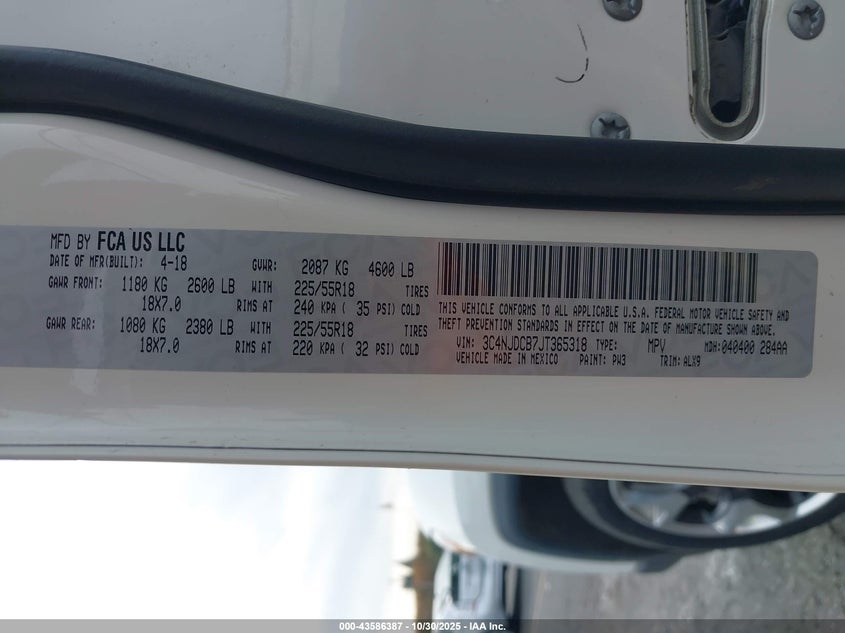 MFD BY FCA US LLC
DATE OF MFR(BUILT): 4-18 GVWR: 2087 KG 4600 LB
GAWR FRONT: 1180 KG 2600 LB WITH 225/55R18 TIRES
18X7.0 RIMS AT 240 KPA ( 35 PSI) COLD
GAWR REAR: 1080 KG 2380 LB WITH 225/55R18 TIRES
18X7.0 RIMS AT 220 KPA ( 32 PSI) COLD
THIS VEHICLE CONFORMS TO ALL APPLICABLE U.S.A. FEDERAL MOTOR VEHICLE SAFETY AND
THEFT PREVENTION STANDARDS IN EFFECT ON THE DATE OF MANUFACTURE SHOWN ABOVE.
VIN: 3C4NJDCB7JT365318 TYPE: MPV MDH: 040400 284AA
VEHICLE MADE IN MEXICO PAINT: PW3 TRIM: ALX9
000-43586387 - 10/30/2025 - IAA Inc.